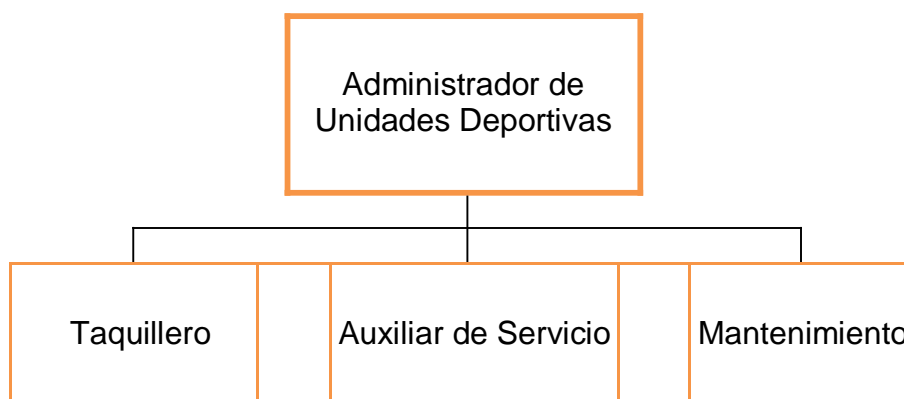 Administrador de
Unidades Deportivas
Taquillero
Auxiliar de Servicio
Mantenimiento